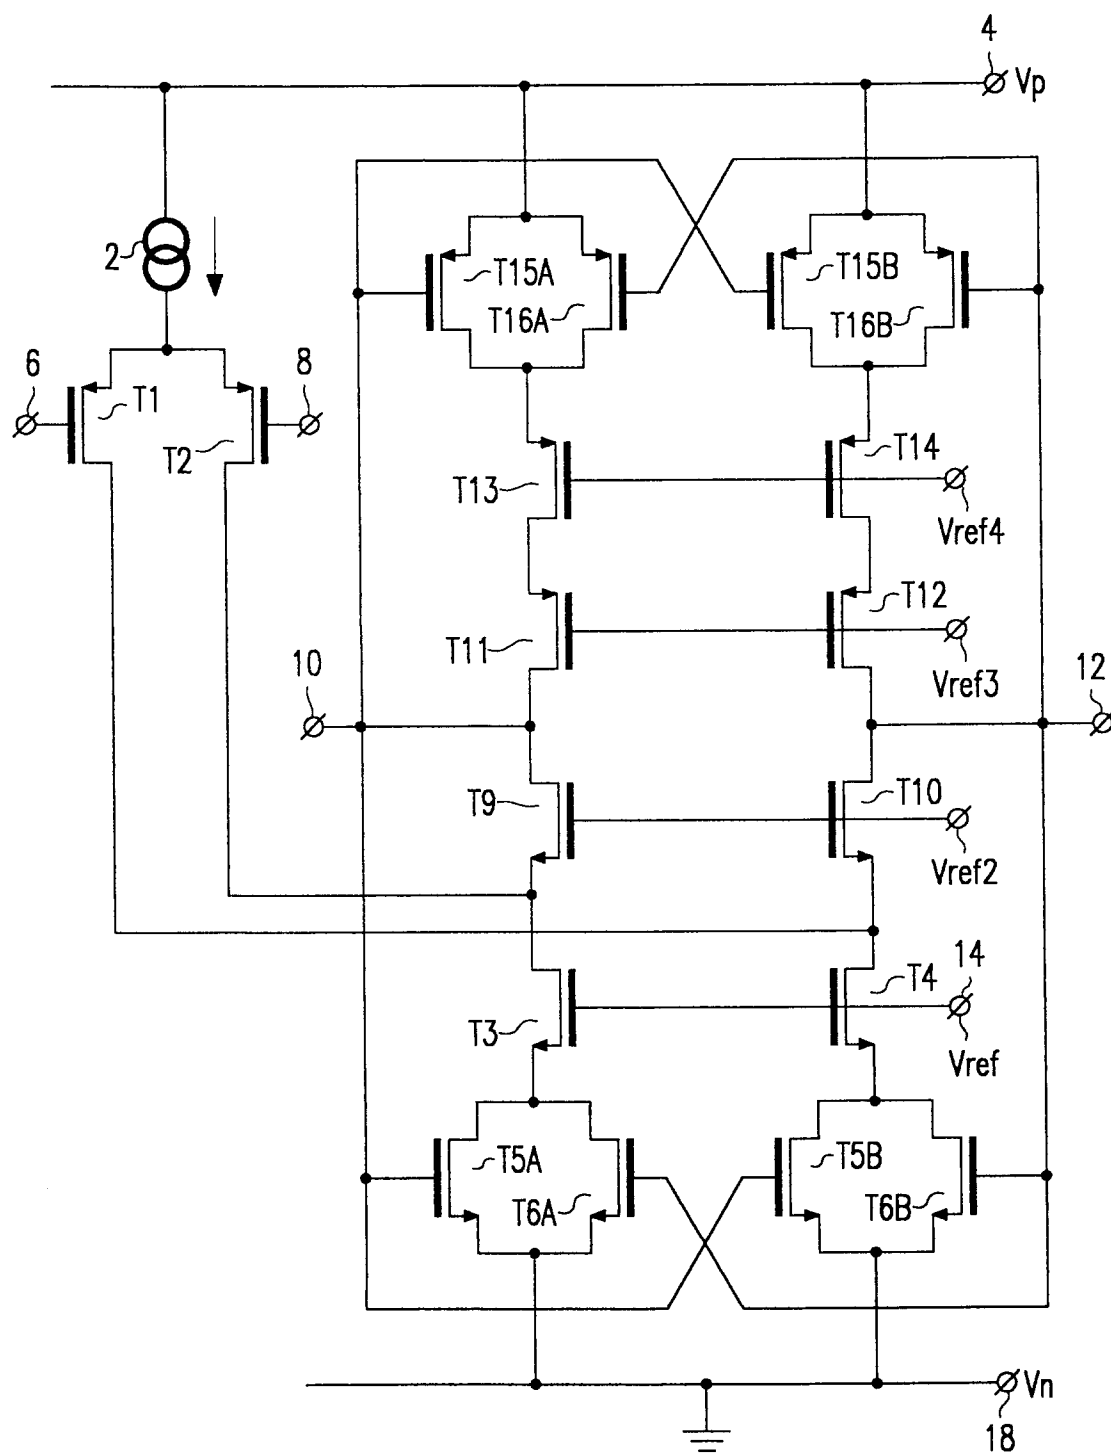 4
Vp
2
T15A
T16A
T15B
T16B
6
8
T1
T2
T13
T14
Vref4
T11
T12
Vref3
10
12
T9
T10
Vref2
T3
T4
14
Vref
T5A
T6A
T5B
T6B
Vn
18